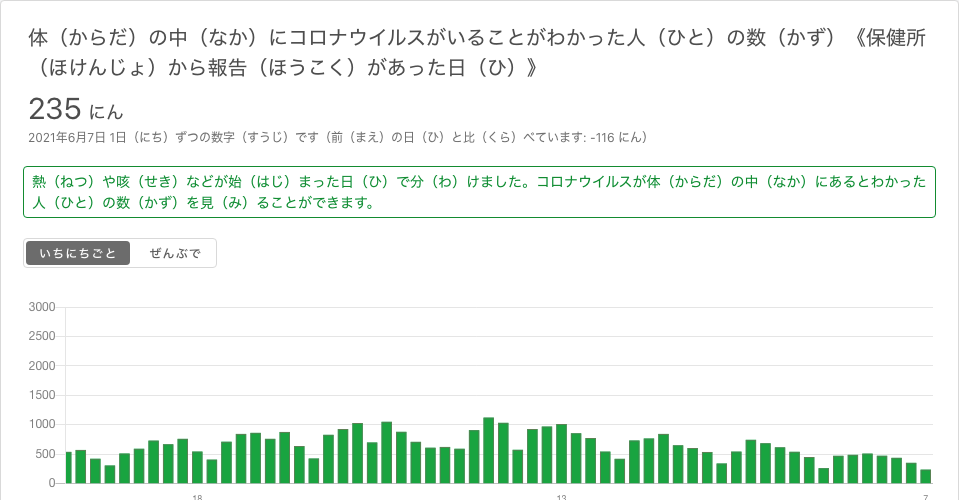 体（からだ）の中（なか）にコロナウイルスがいることがわかった人（ひと）の数（かず）《保健所
（ほけんじょ）から報告（ほうこく）があった日（ひ）》
235 にん
2021年6月7日 1日（にち）ずつの数字（すうじ）です（前（まえ）の日（ひ）と比（くら）べています: -116 にん）
熱（ねつ）や咳（せき）などが始（はじ）まった日（ひ）で分（わ）けました。コロナウイルスが体（からだ）の中（なか）にあるとわかった
人（ひと）の数（かず）を見（み）ることができます。
いちにちごと ぜんぶで
3000
2500
2000
1500
1000
500
0
18 13 7